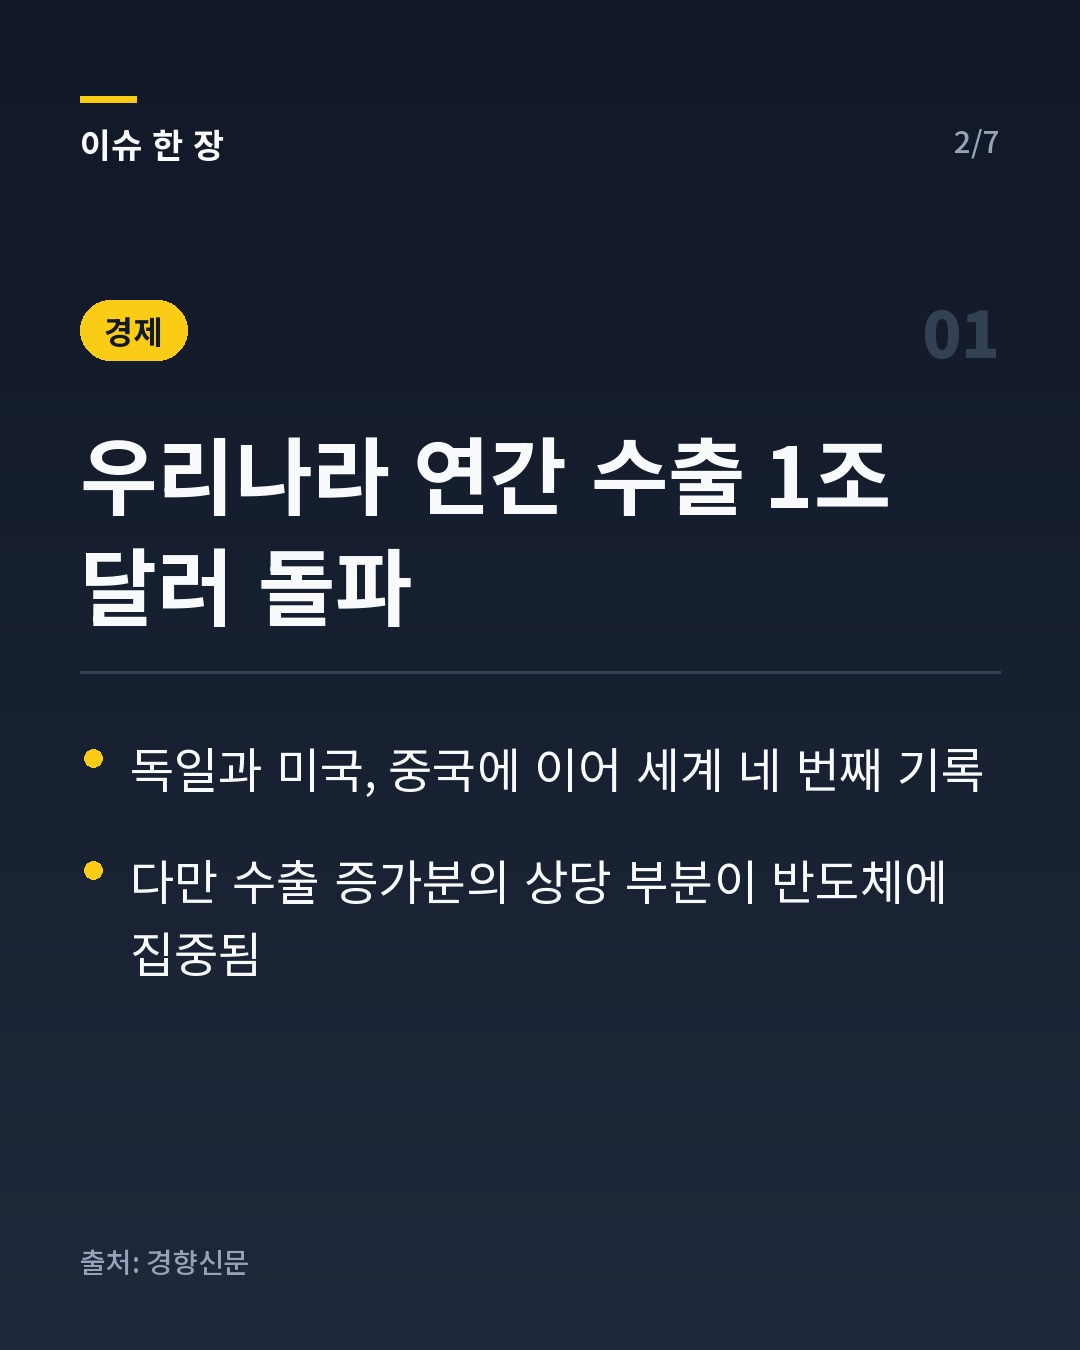 이슈 한 장
2/7
경제
01
우리나라 연간 수출 1조
달러 돌파
독일과 미국, 중국에 이어 세계 네 번째 기록
다만 수출 증가분의 상당 부분이 반도체에
집중됨
출처: 경향신문